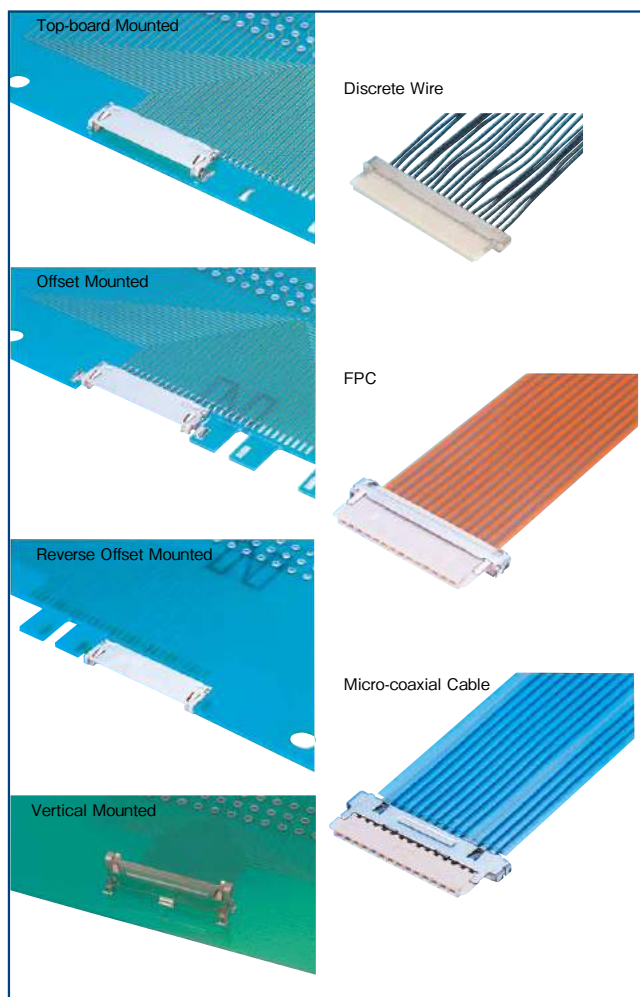 Top-board Mounted
Discrete Wire
Offset Mounted
FPC
Reverse Offset Mounted
Micro-coaxial Cable
Vertical Mounted